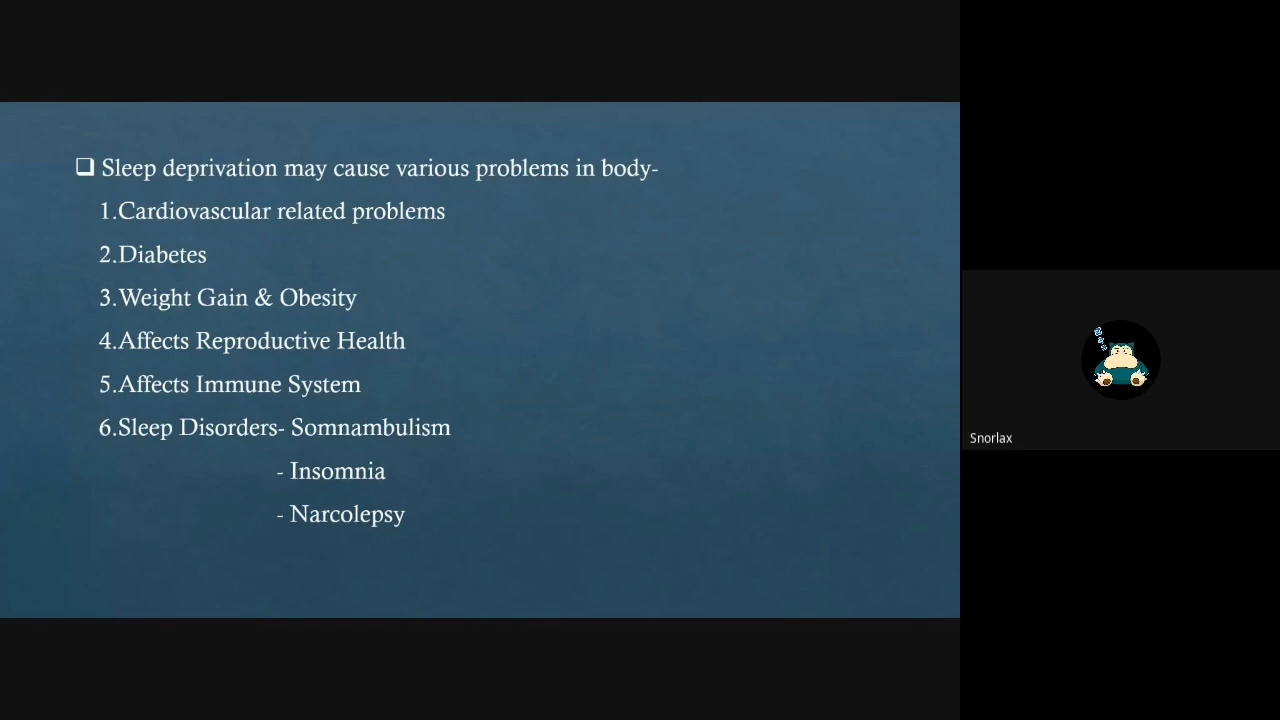 ❑ Sleep deprivation may cause various problems in body-
1.Cardiovascular related problems
2.Diabetes
3.Weight Gain & Obesity
4.Affects Reproductive Health
5.Affects Immune System
6.Sleep Disorders- Somnambulism
- Insomnia
- Narcolepsy
Snorlax